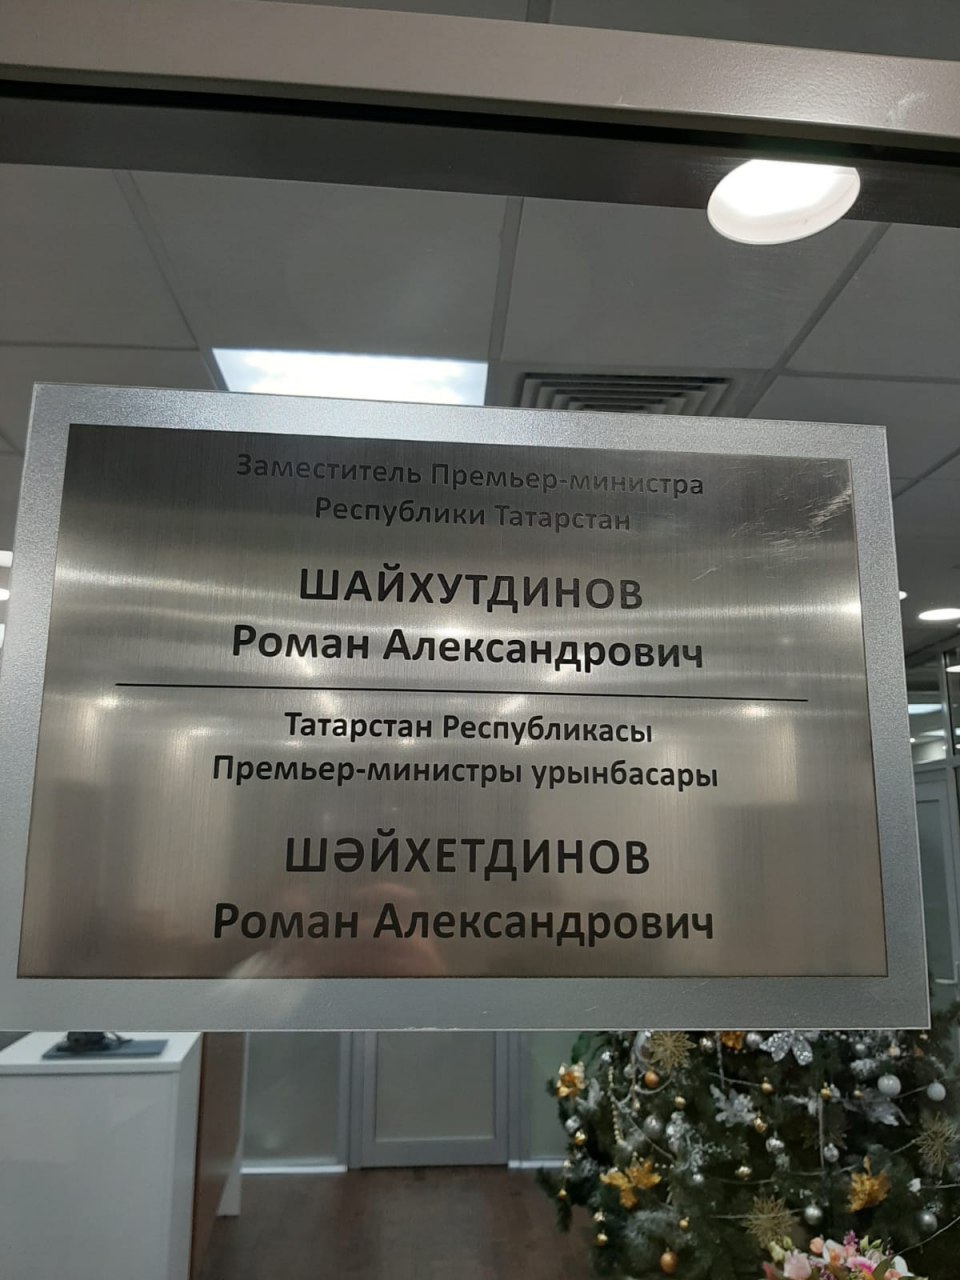 Заместитель Премьер-министра
Республики Татарстан
ШАЙХУТДИНОВ
Роман Александрович
Татарстан Республикасы
Премьер-министры урынбасары
ШӘЙХЕТДИНОВ
Роман Александрович